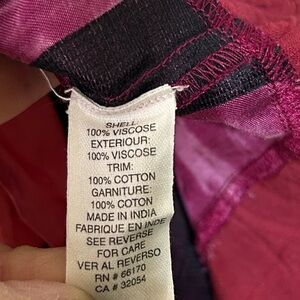 SHELL
100% VISCOSE
EXTERIOUR:
100% VISCOSE
TRIM:
100% COTTON
GARNITURE:
100% COTON
MADE IN INDIA
FABRIQUE EN INDE
SEE REVERSE
FOR CARE
VER AL REVERSO
RN # 66170
CA # 32054